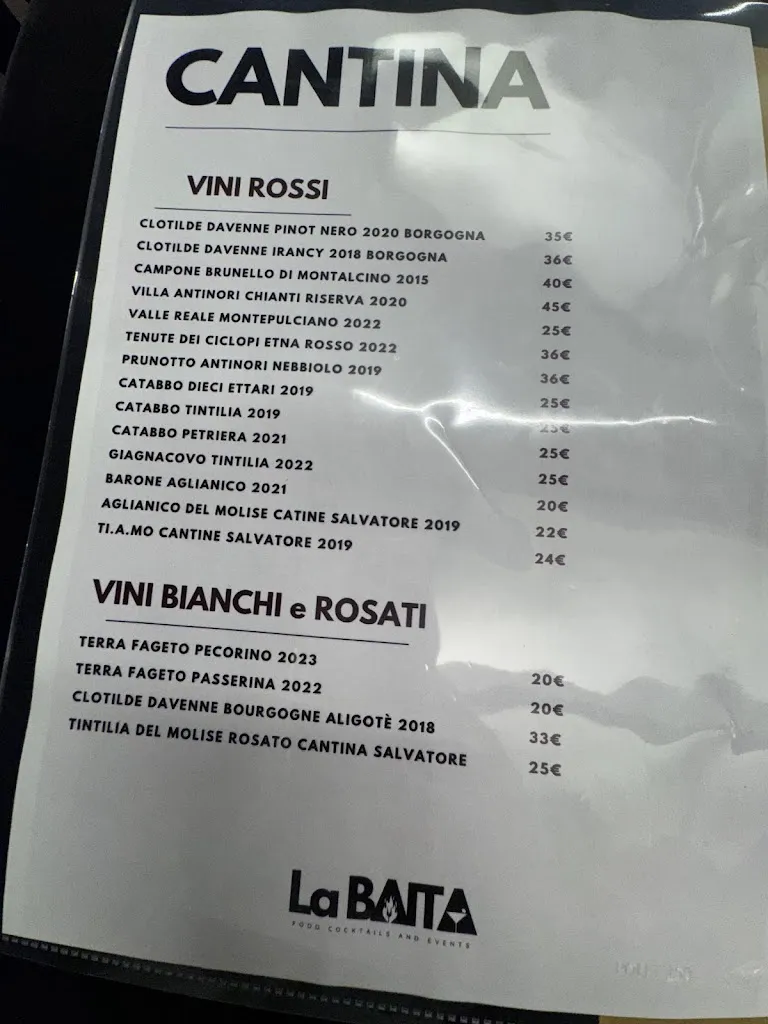 CANTINA
VINI ROSSI
CLOTILDE DAVENNE PINOT NERO 2020 BORGOGNA 35€
CLOTILDE DAVENNE IRANCY 2018 BORGOGNA 36€
CAMPONE BRUNELLO DI MONTALCINO 2015 40€
VILLA ANTINORI CHIANTI RISERVA 2020 45€
VALLE REALE MONTEPULCIANO 2022 25€
TENUTE DEI CICLOPI ETNA ROSSO 2022 36€
PRUNOTTO ANTINORI NEBBIOLO 2019 36€
CATABBO DIECI ETTARI 2019 25€
CATABBO TINTILIA 2019 25€
CATABBO PETRIERA 2021 25€
GIAGNACOVO TINTILIA 2022 25€
BARONE AGLIANICO 2021 20€
AGLIANICO DEL MOLISE CATINE SALVATORE 2019 22€
TI.A.MO CANTINE SALVATORE 2019 24€
VINI BIANCHI e ROSATI
TERRA FAGETO PECORINO 2023 20€
TERRA FAGETO PASSERINA 2022 20€
CLOTILDE DAVENNE BOURGOGNE ALIGOTÈ 2018 33€
TINTILIA DEL MOLISE ROSATO CANTINA SALVATORE 25€
La BAITA
FOOD COCKTAILS AND EVENTS